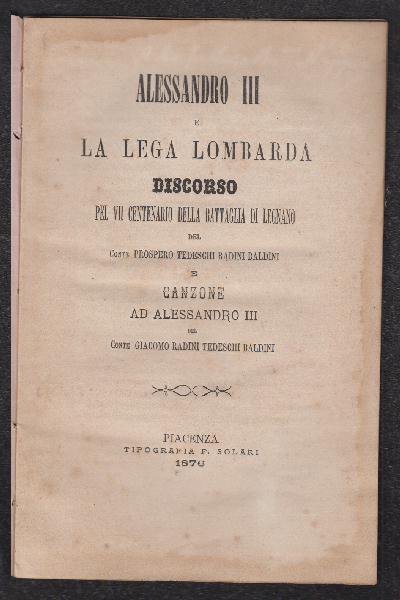 ALESSANDRO III
E
LA LEGA LOMBARDA
DISCORSO
PEL VII CENTENARIO DELLA BATTAGLIA DI LEGNANO
DEL
CONTE PROSPERO TEDESCHI RADINI BALDINI
E
CANZONE
AD ALESSANDRO III
DEL
CONTE GIACOMO RADINI TEDESCHI BALDINI
PIACENZA
TIPOGRAFIA F. SOLARI
1876